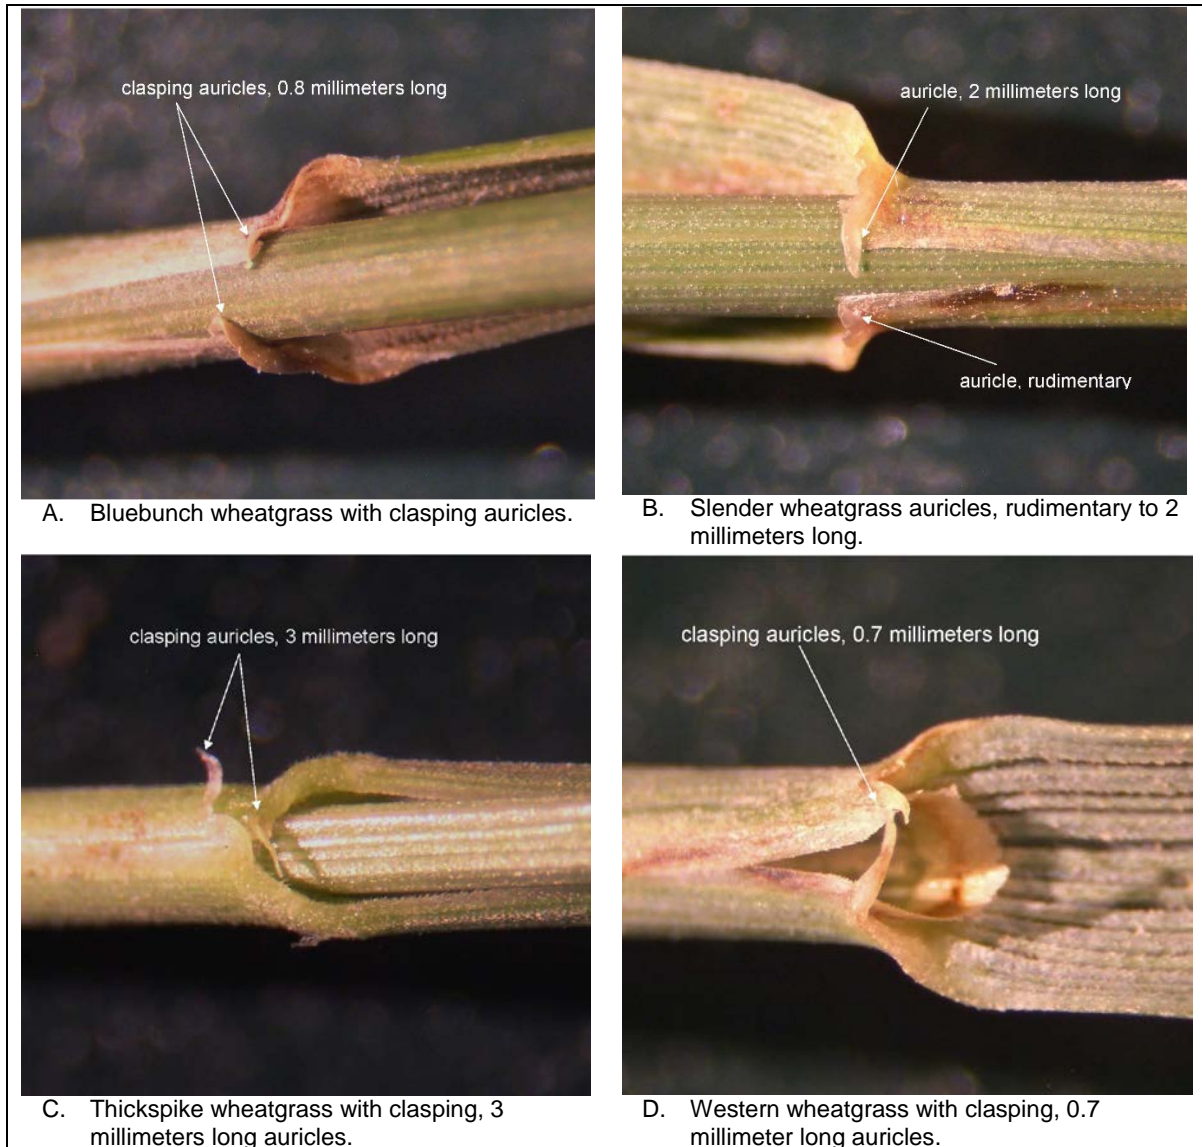 clasping auricles, 0.8 millimeters long
auricle, 2 millimeters long
auricle, rudimentary
A. Bluebunch wheatgrass with clasping auricles.
B. Slender wheatgrass auricles, rudimentary to 2
millimeters long.
clasping auricles, 3 millimeters long
clasping auricles, 0.7 millimeters long
C. Thickspike wheatgrass with clasping, 3
millimeters long auricles.
D. Western wheatgrass with clasping, 0.7
millimeter long auricles.